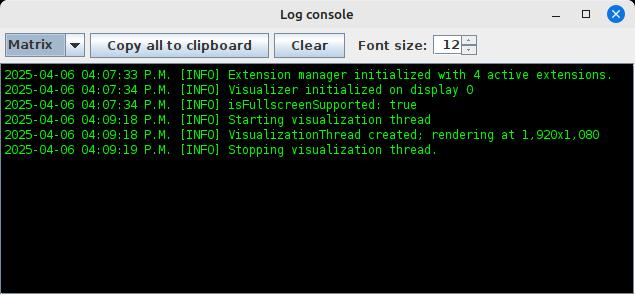 Log console
Matrix Copy all to clipboard Clear Font size: 12
2025-04-06 04:07:33 P.M. [INFO] Extension manager initialized with 4 active extensions.
2025-04-06 04:07:34 P.M. [INFO] Visualizer initialized on display 0
2025-04-06 04:07:34 P.M. [INFO] isFullscreenSupported: true
2025-04-06 04:09:18 P.M. [INFO] Starting visualization thread
2025-04-06 04:09:18 P.M. [INFO] VisualizationThread created; rendering at 1,920x1,080
2025-04-06 04:09:19 P.M. [INFO] Stopping visualization thread.